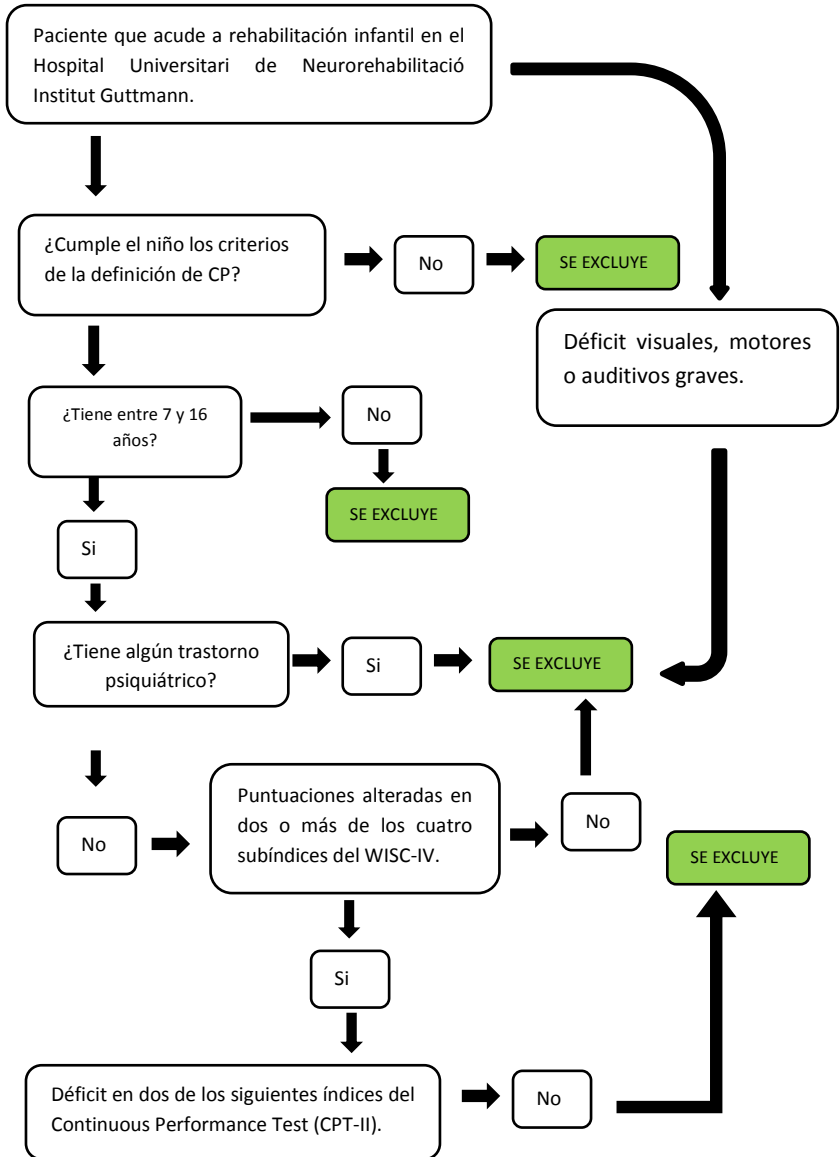 Paciente que acude a rehabilitación infantil en el
Hospital Universitari de Neurorehabilitació
Institut Guttmann.
¿Cumple el niño los criterios
de la definición de CP?
No
SE EXCLUYE
Déficit visuales, motores
o auditivos graves.
¿Tiene entre 7 y 16
años?
No
SE EXCLUYE
Si
¿Tiene algún trastorno
psiquiátrico?
Si
SE EXCLUYE
No
Puntuaciones alteradas en
dos o más de los cuatro
subíndices del WISC-IV.
No
SE EXCLUYE
Si
Déficit en dos de los siguientes índices del
Continuous Performance Test (CPT-II).
No